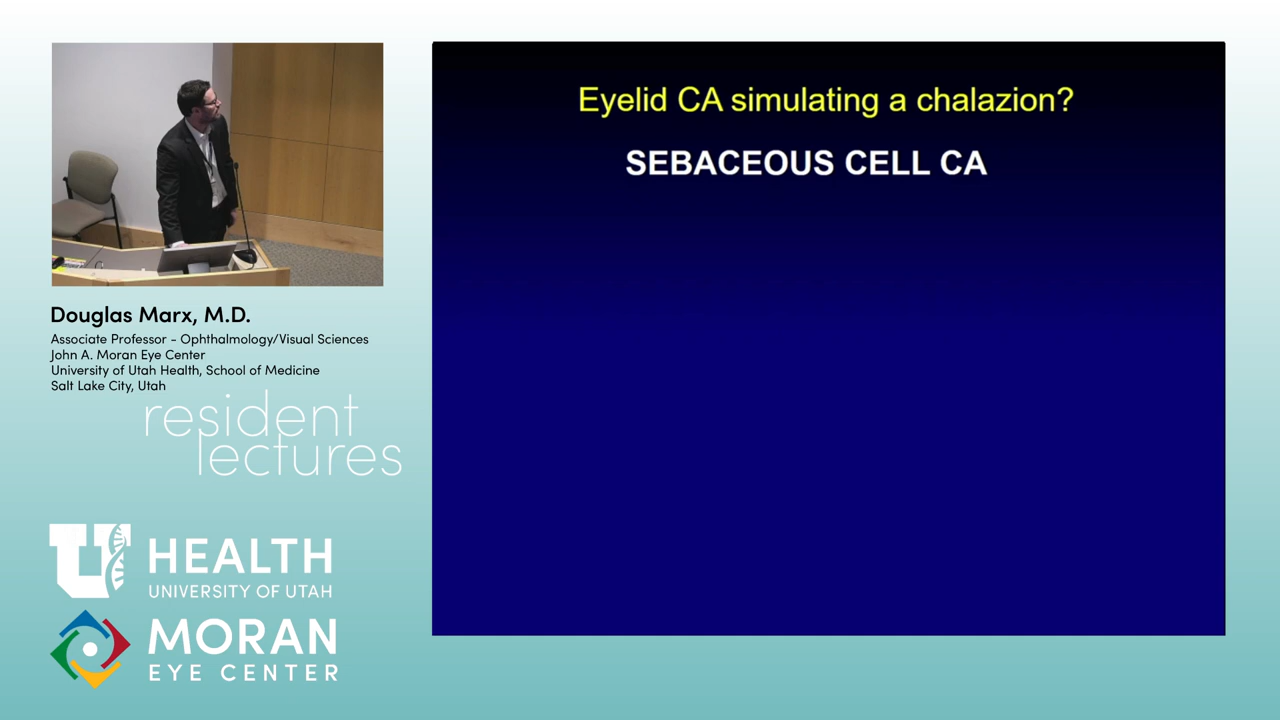 Eyelid CA simulating a chalazion?
SEBACEOUS CELL CA
Douglas Marx, M.D.
Associate Professor - Ophthalmology/Visual Sciences
John A. Moran Eye Center
University of Utah Health, School of Medicine
Salt Lake City, Utah
resident
lectures
U HEALTH
UNIVERSITY OF UTAH
MORAN
EYE CENTER